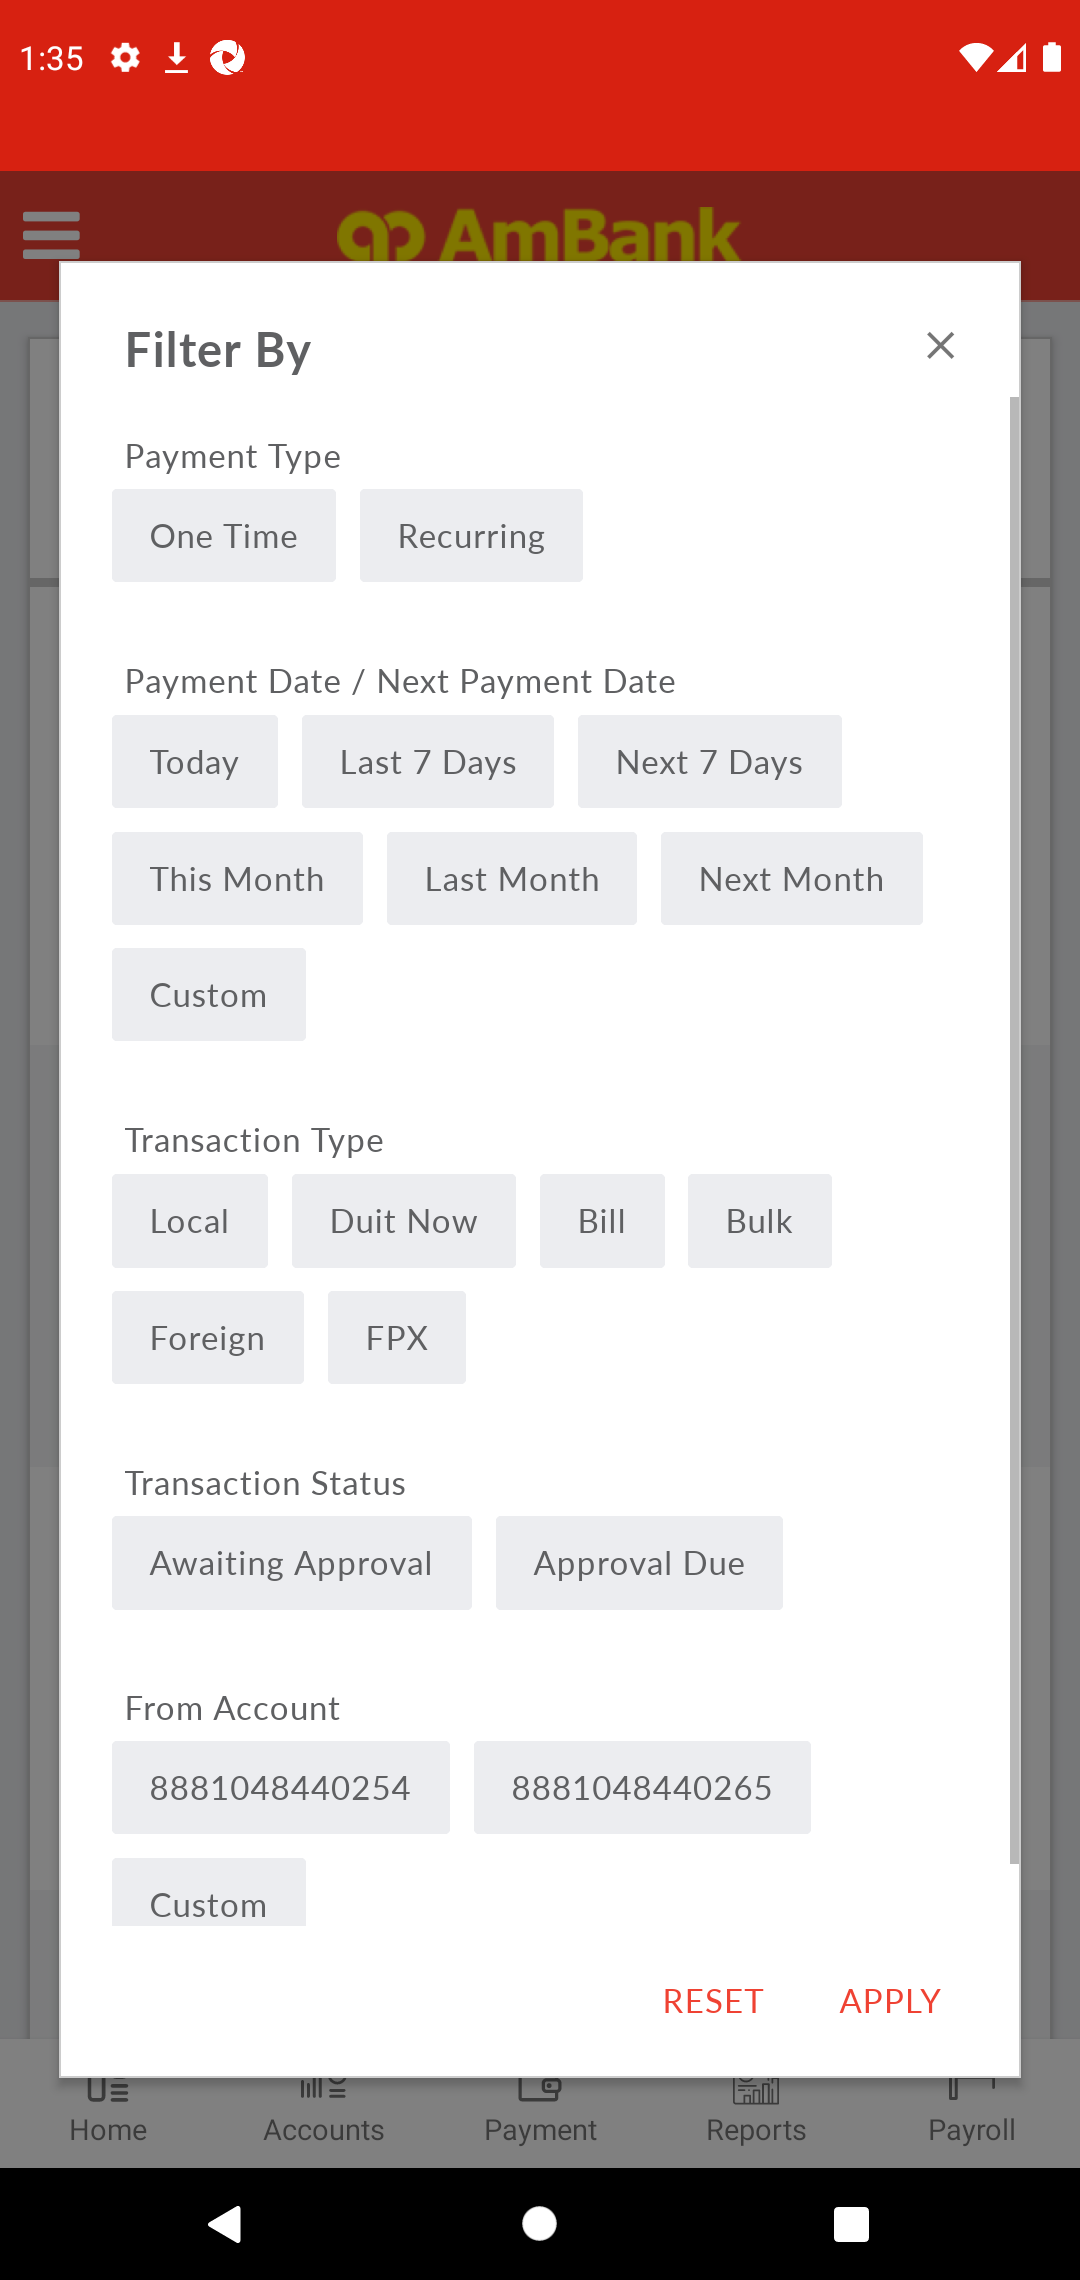 1:35
AmBank
Filter By
Payment Type
One Time Recurring
Payment Date / Next Payment Date
Today Last 7 Days Next 7 Days
This Month Last Month Next Month
Custom
Transaction Type
Local Duit Now Bill Bulk
Foreign FPX
Transaction Status
Awaiting Approval Approval Due
From Account
8881048440254 8881048440265
Custom
RESET APPLY
Home Accounts Payment Reports Payroll